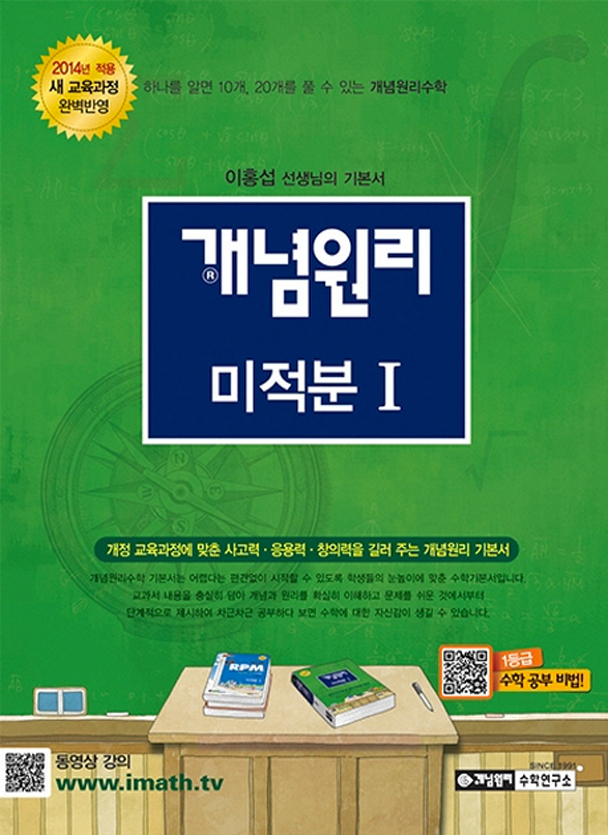 2014년 적용
새 교육과정
완벽반영
하나를 알면 10개, 20개를 풀 수 있는 개념원리수학
이홍섭 선생님의 기본서
개념원리
®
미적분 I
개정 교육과정에 맞춘 사고력·응용력·창의력을 길러 주는 개념원리 기본서
개념원리수학 기본서는 어렵다는 편견없이 시작할 수 있도록 학생들의 눈높이에 맞춘 수학기본서입니다.
교과서 내용을 충실히 담아 개념과 원리를 확실히 이해하고 문제를 쉬운 것에서부터
단계적으로 제시하여 차근차근 공부하다 보면 수학에 대한 자신감이 생길 수 있습니다.
1등급
수학 공부 비법!
RPM
미적분 I
동영상 강의
www.imath.tv
SINCE 1991
개념원리 수학연구소